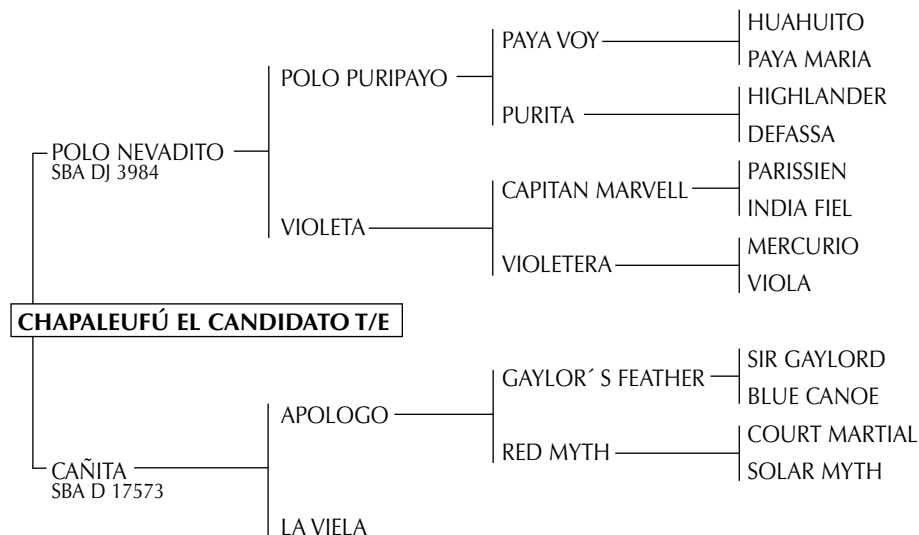 HUAHUITO
PAYA VOY
PAYA MARIA
POLO PURIPAYO
HIGHLANDER
PURITA
DEFASSA
POLO NEVADITO
SBA DJ 3984
PARISSIEN
CAPITAN MARVELL
INDIA FIEL
VIOLETA
MERCURIO
VIOLETERA
VIOLA
CHAPALEUFÚ EL CANDIDATO T/E
SIR GAYLORD
GAYLOR´ S FEATHER
BLUE CANOE
APOLOGO
COURT MARTIAL
RED MYTH
SOLAR MYTH
CAÑITA
SBA D 17573
LA VIELA